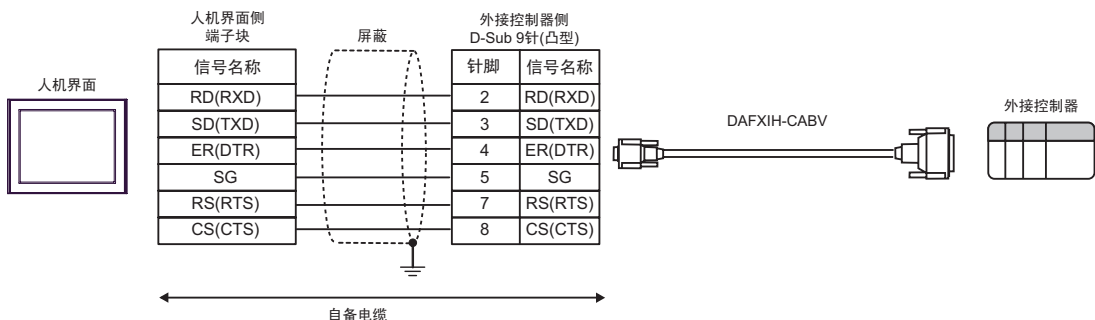 人机界面
人机界面侧
端子块
屏蔽
外接控制器侧
D-Sub 9针(凸型)
信号名称 针脚 信号名称
RD(RXD) 2 RD(RXD)
SD(TXD) 3 SD(TXD)
ER(DTR) 4 ER(DTR)
SG 5 SG
RS(RTS) 7 RS(RTS)
CS(CTS) 8 CS(CTS)
自备电缆
DAFXIH-CABV
外接控制器